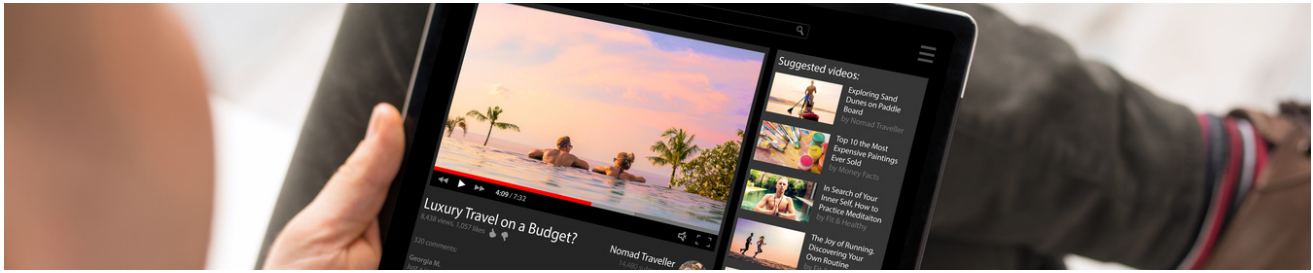 4:09 / 7:32
Luxury Travel on a Budget?
8,438 views, 1,057 likes
320 comments:
Georgia M.
Nomad Traveller
Suggested videos:
Exploring Sand
Dunes on Paddle
Board
by Nomad Traveller
Top 10 the Most
Expensive Paintings
Ever Sold
by Money Facts
In Search of Your
Inner Self, How to
Practice Meditaiton
by Fit & Healthy
The Joy of Running,
Discovering Your
Own Routine